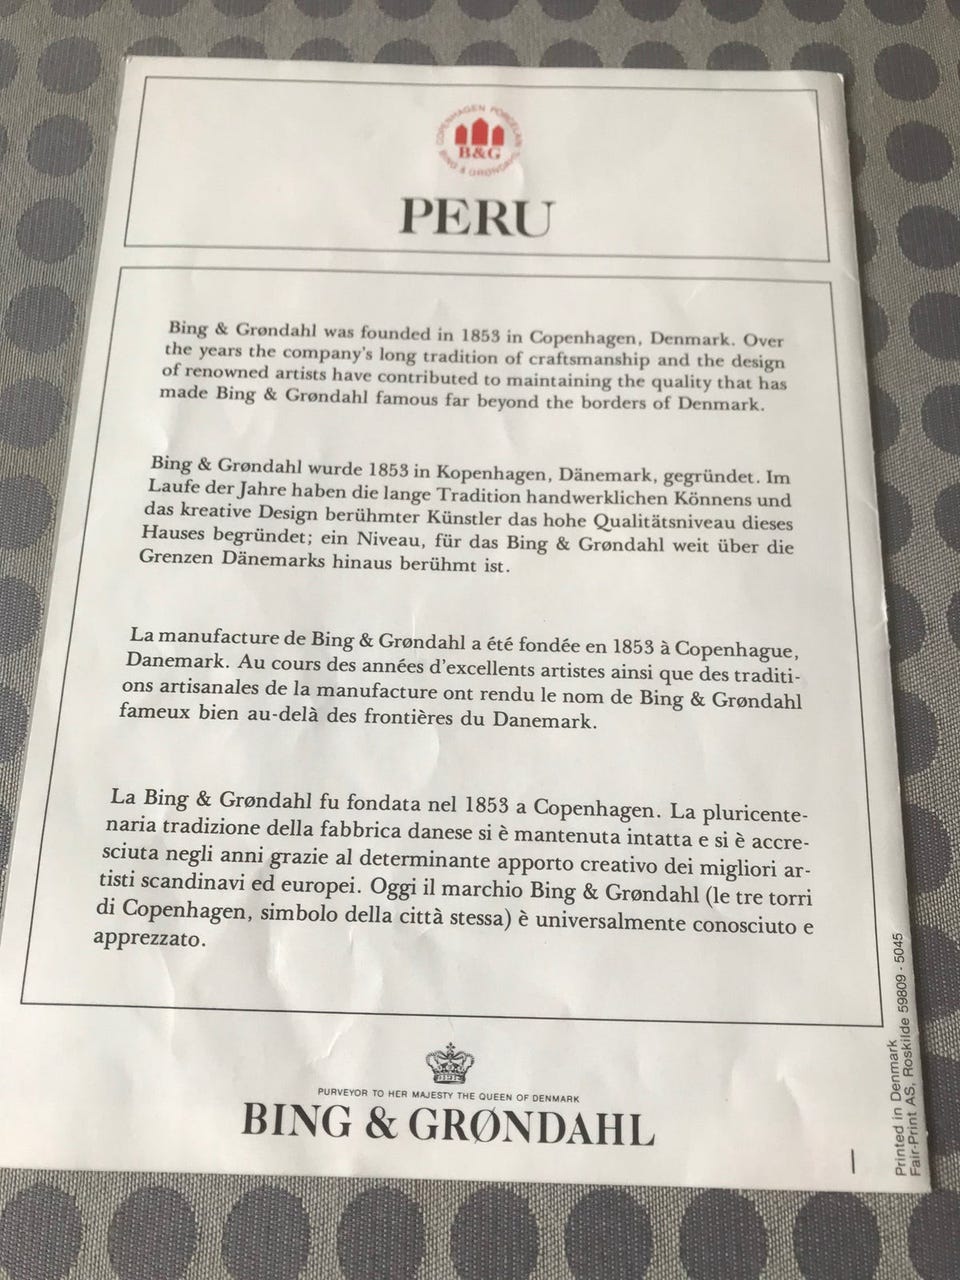 COPENHAGEN PORCELAIN
B&G
BING & GRØNDAHL
PERU
Bing & Grøndahl was founded in 1853 in Copenhagen, Denmark. Over
the years the company's long tradition of craftsmanship and the design
of renowned artists have contributed to maintaining the quality that has
made Bing & Grøndahl famous far beyond the borders of Denmark.
Bing & Grøndahl wurde 1853 in Kopenhagen, Dänemark, gegründet. Im
Laufe der Jahre haben die lange Tradition handwerklichen Könnens und
das kreative Design berühmter Künstler das hohe Qualitätsniveau dieses
Hauses begründet; ein Niveau, für das Bing & Grøndahl weit über die
Grenzen Dänemarks hinaus berühmt ist.
La manufacture de Bing & Grøndahl a été fondée en 1853 à Copenhague,
Danemark. Au cours des années d'excellents artistes ainsi que des traditi-
ons artisanales de la manufacture ont rendu le nom de Bing & Grøndahl
fameux bien au-delà des frontières du Danemark.
La Bing & Grøndahl fu fondata nel 1853 a Copenhagen. La pluricente-
naria tradizione della fabbrica danese si è mantenuta intatta e si è accre-
sciuta negli anni grazie al determinante apporto creativo dei migliori ar-
tisti scandinavi ed europei. Oggi il marchio Bing & Grøndahl (le tre torri
di Copenhagen, simbolo della città stessa) è universalmente conosciuto e
apprezzato.
PURVEYOR TO HER MAJESTY THE QUEEN OF DENMARK
BING & GRØNDAHL
Printed in Denmark
Fair-Print AS, Roskilde 59809 - 5045